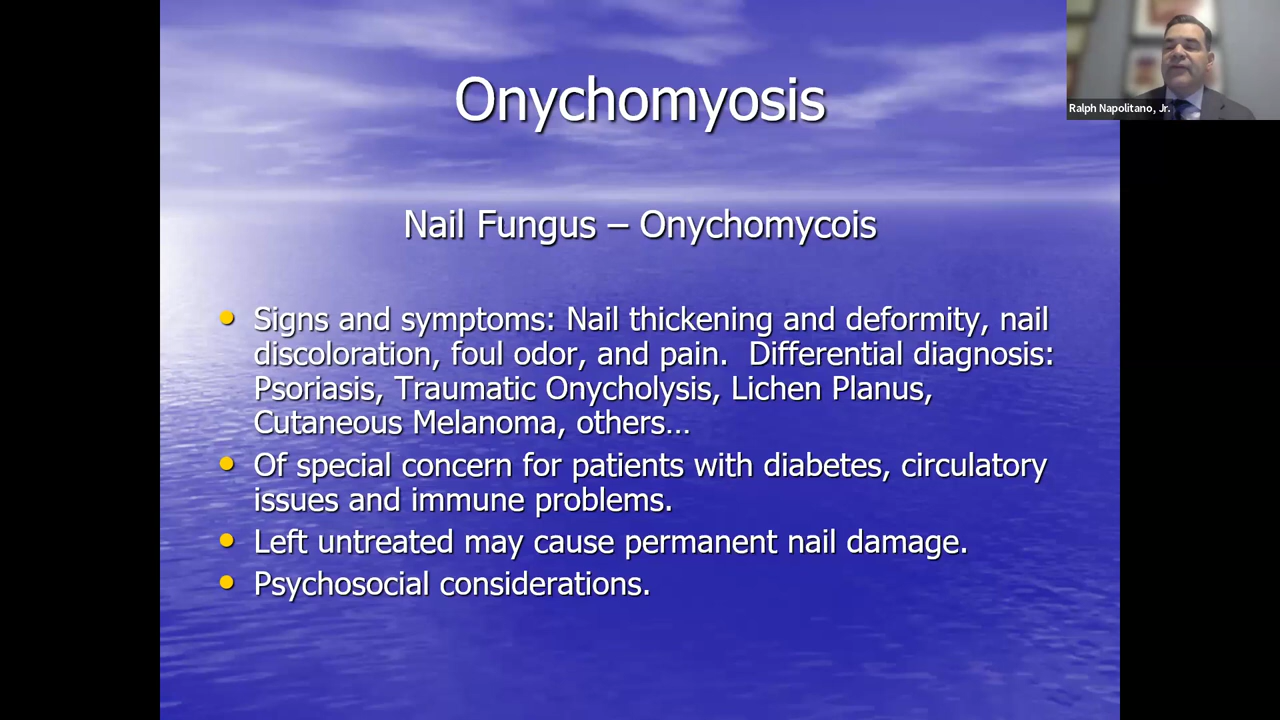 Onychomyosis
Ralph Napolitano, Jr.
Nail Fungus – Onychomycois
• Signs and symptoms: Nail thickening and deformity, nail
discoloration, foul odor, and pain.  Differential diagnosis:
Psoriasis, Traumatic Onycholysis, Lichen Planus,
Cutaneous Melanoma, others…
• Of special concern for patients with diabetes, circulatory
issues and immune problems.
• Left untreated may cause permanent nail damage.
• Psychosocial considerations.